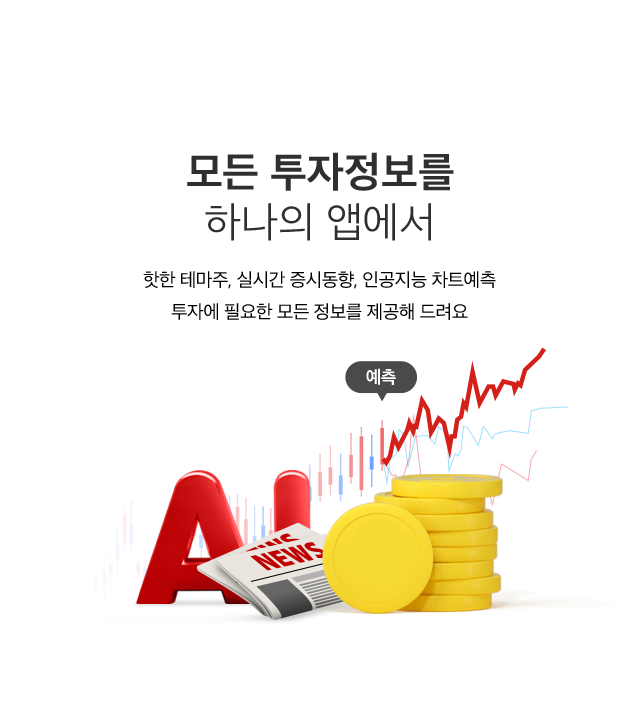 모든 투자정보를
하나의 앱에서
핫한 테마주, 실시간 증시동향, 인공지능 차트예측
투자에 필요한 모든 정보를 제공해 드려요
예측
AI
NEWS